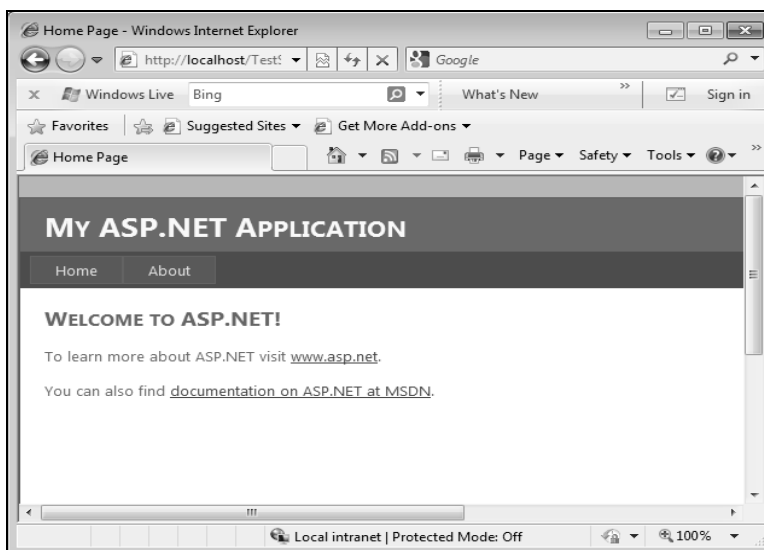 Home Page - Windows Internet Explorer
http://localhost/Test
Google
Windows Live Bing What's New >> Sign in
Favorites Suggested Sites Get More Add-ons
Home Page Page Safety Tools >>
MY ASP.NET APPLICATION
Home About
WELCOME TO ASP.NET!
To learn more about ASP.NET visit www.asp.net.
You can also find documentation on ASP.NET at MSDN.
Local intranet | Protected Mode: Off 100%